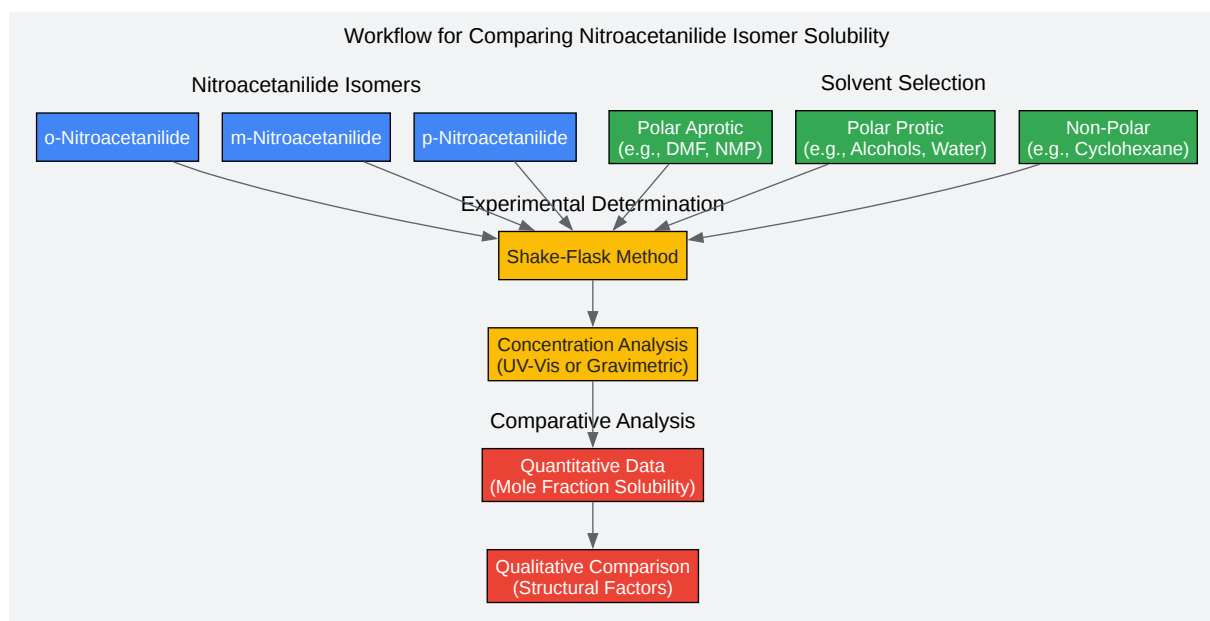 Workflow for Comparing Nitroacetanilide Isomer Solubility
Nitroacetanilide Isomers
Solvent Selection
o-Nitroacetanilide
m-Nitroacetanilide
p-Nitroacetanilide
Polar Aprotic
(e.g., DMF, NMP)
Polar Protic
(e.g., Alcohols, Water)
Non-Polar
(e.g., Cyclohexane)
Experimental Determination
Shake-Flask Method
Concentration Analysis
(UV-Vis or Gravimetric)
Comparative Analysis
Quantitative Data
(Mole Fraction Solubility)
Qualitative Comparison
(Structural Factors)